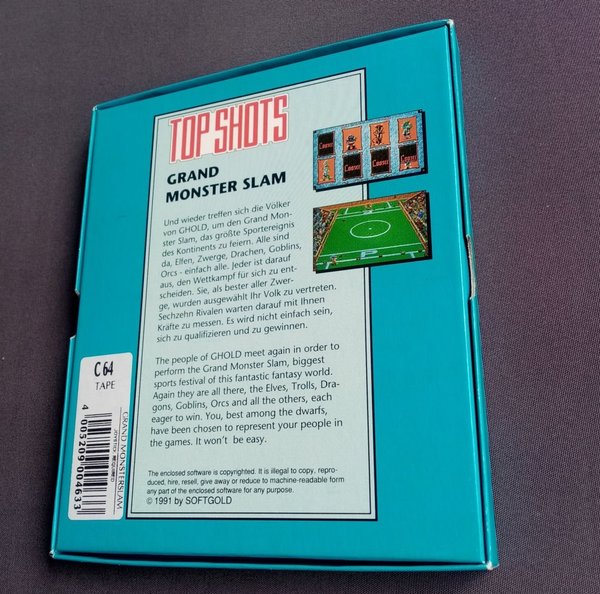 TOP SHOTS
GRAND
MONSTER SLAM
Und wieder treffen sich die Völker
von GHOLD, um den Grand Mon-
ster Slam, das größte Sportereignis
des Kontinents zu feiern. Alle sind
da, Elfen, Zwerge, Drachen, Goblins,
Orcs - einfach alle. Jeder ist darauf
aus, den Wettkampf für sich zu ent-
scheiden. Sie, als bester aller Zwer-
ge, wurden ausgewählt Ihr Volk zu vertreten.
Sechzehn Rivalen warten darauf mit Ihnen
Kräfte zu messen. Es wird nicht einfach sein,
sich zu qualifizieren und zu gewinnen.
The people of GHOLD meet again in order to
perform the Grand Monster Slam, biggest
sports festival of this fantastic fantasy world.
Again they are all there, the Elves, Trolls, Dra-
gons, Goblins, Orcs and all the others, each
eager to win. You, best among the dwarfs,
have been chosen to represent your people in
the games. It won't be easy.
The enclosed software is copyrighted. It is illegal to copy, repro-
duced, hire, resell, give away or reduce to machine-readable form
any part of the enclosed software for any purpose.
© 1991 by SOFTGOLD
C64
TAPE
GRAND MONSTERSLAM
JOYSTICK REQUIRED
4 005209 004633